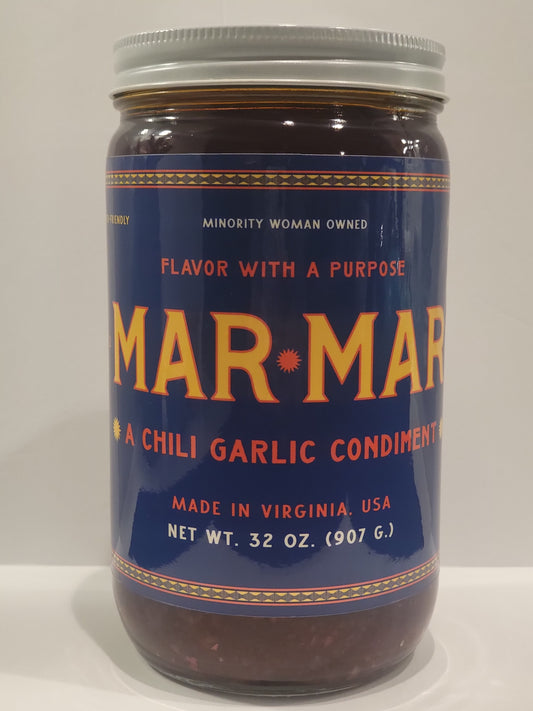 -FRIENDLY
MINORITY WOMAN OWNED
FLAVOR WITH A PURPOSE
MAR MAR
A CHILI GARLIC CONDIMENT
MADE IN VIRGINIA, USA
NET WT. 32 OZ. (907 G.)